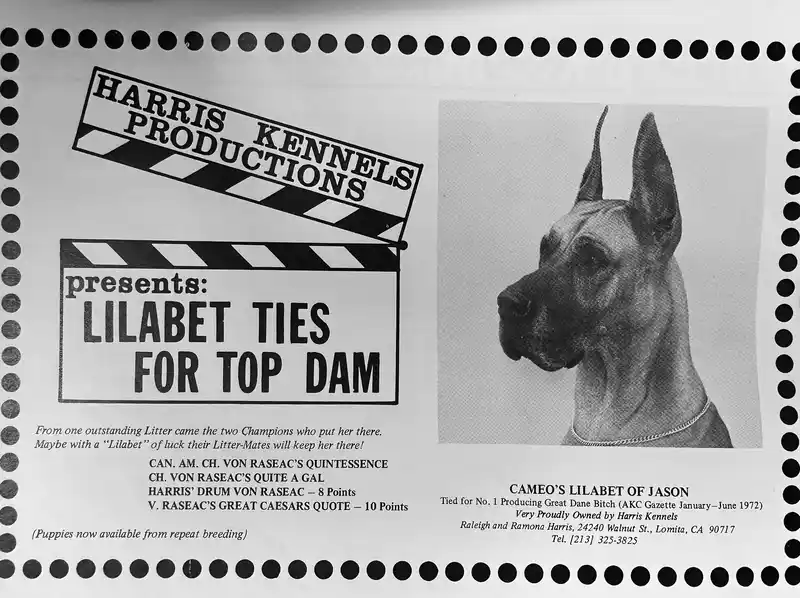 HARRIS KENNELS
PRODUCTIONS
presents:
LILABET TIES
FOR TOP DAM
From one outstanding Litter came the two Champions who put her there.
Maybe with a "Lilabet" of luck their Litter-Mates will keep her there!
CAN. AM. CH. VON RASEAC'S QUINTESSENCE
CH. VON RASEAC'S QUITE A GAL
HARRIS' DRUM VON RASEAC – 8 Points
V. RASEAC'S GREAT CAESARS QUOTE – 10 Points
(Puppies now available from repeat breeding)
CAMEO'S LILABET OF JASON
Tied for No. 1 Producing Great Dane Bitch (AKC Gazette January–June 1972)
Very Proudly Owned by Harris Kennels
Raleigh and Ramona Harris, 24240 Walnut St., Lomita, CA 90717
Tel. [213] 325-3825